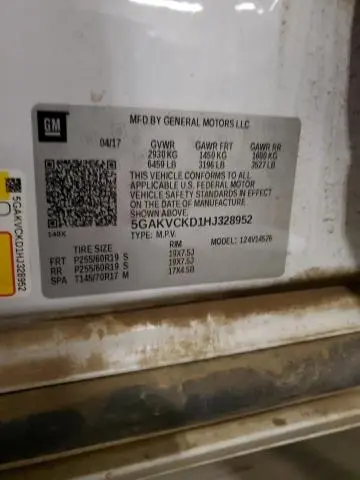 GM
MFD BY GENERAL MOTORS LLC
04/17 GVWR GAWR FRT GAWR RR
2930 KG 1450 KG 1600 KG
6459 LB 3196 LB 3527 LB
THIS VEHICLE CONFORMS TO ALL
APPLICABLE U.S. FEDERAL MOTOR
VEHICLE SAFETY STANDARDS IN
EFFECT ON THE DATE OF
MANUFACTURE SHOWN ABOVE.
5GAKVCKD1HJ328952
140X TYPE: M.P.V. 124V14576
TIRE SIZE RIM
FRT P255/60R19 S 19X7.5J
RR P255/60R19 S 19X7.5J
SPA T145/70R17 M 17X4.5B
5GAKVCKD1HJ328952